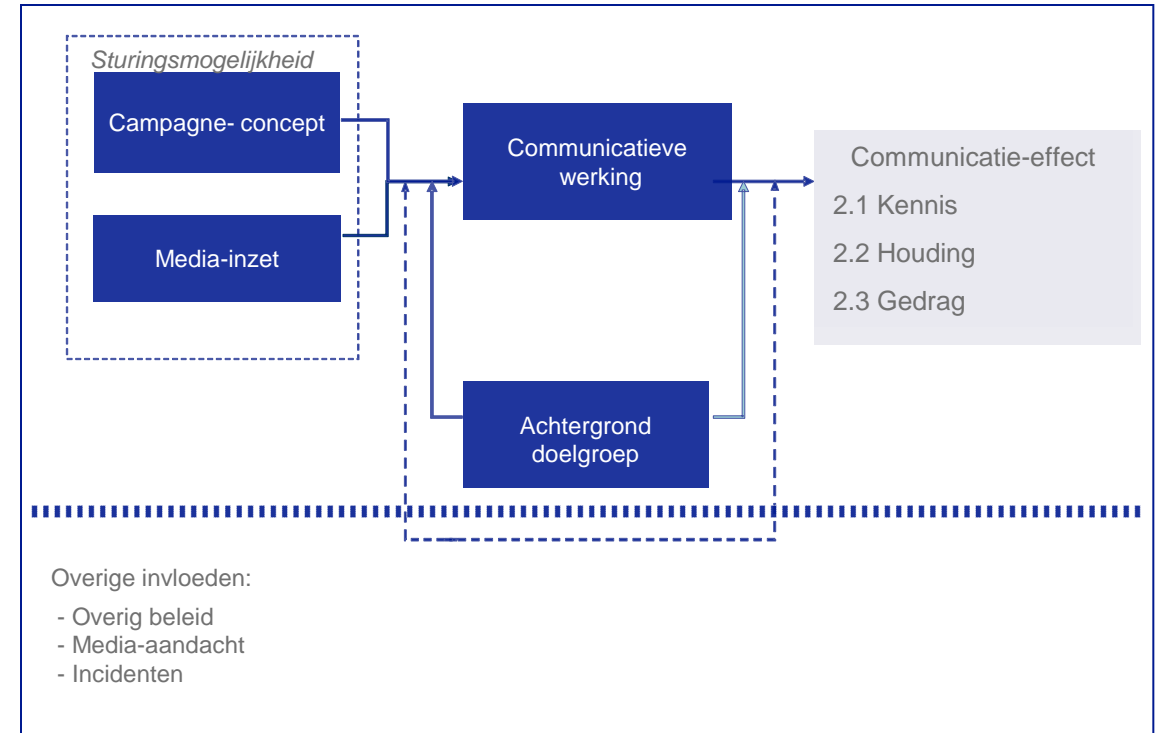 Sturingsmogelijkheid
Campagne- concept
Media-inzet
Communicatieve
werking
Achtergrond
doelgroep
Communicatie-effect
2.1 Kennis
2.2 Houding
2.3 Gedrag
Overige invloeden:
- Overig beleid
- Media-aandacht
- Incidenten